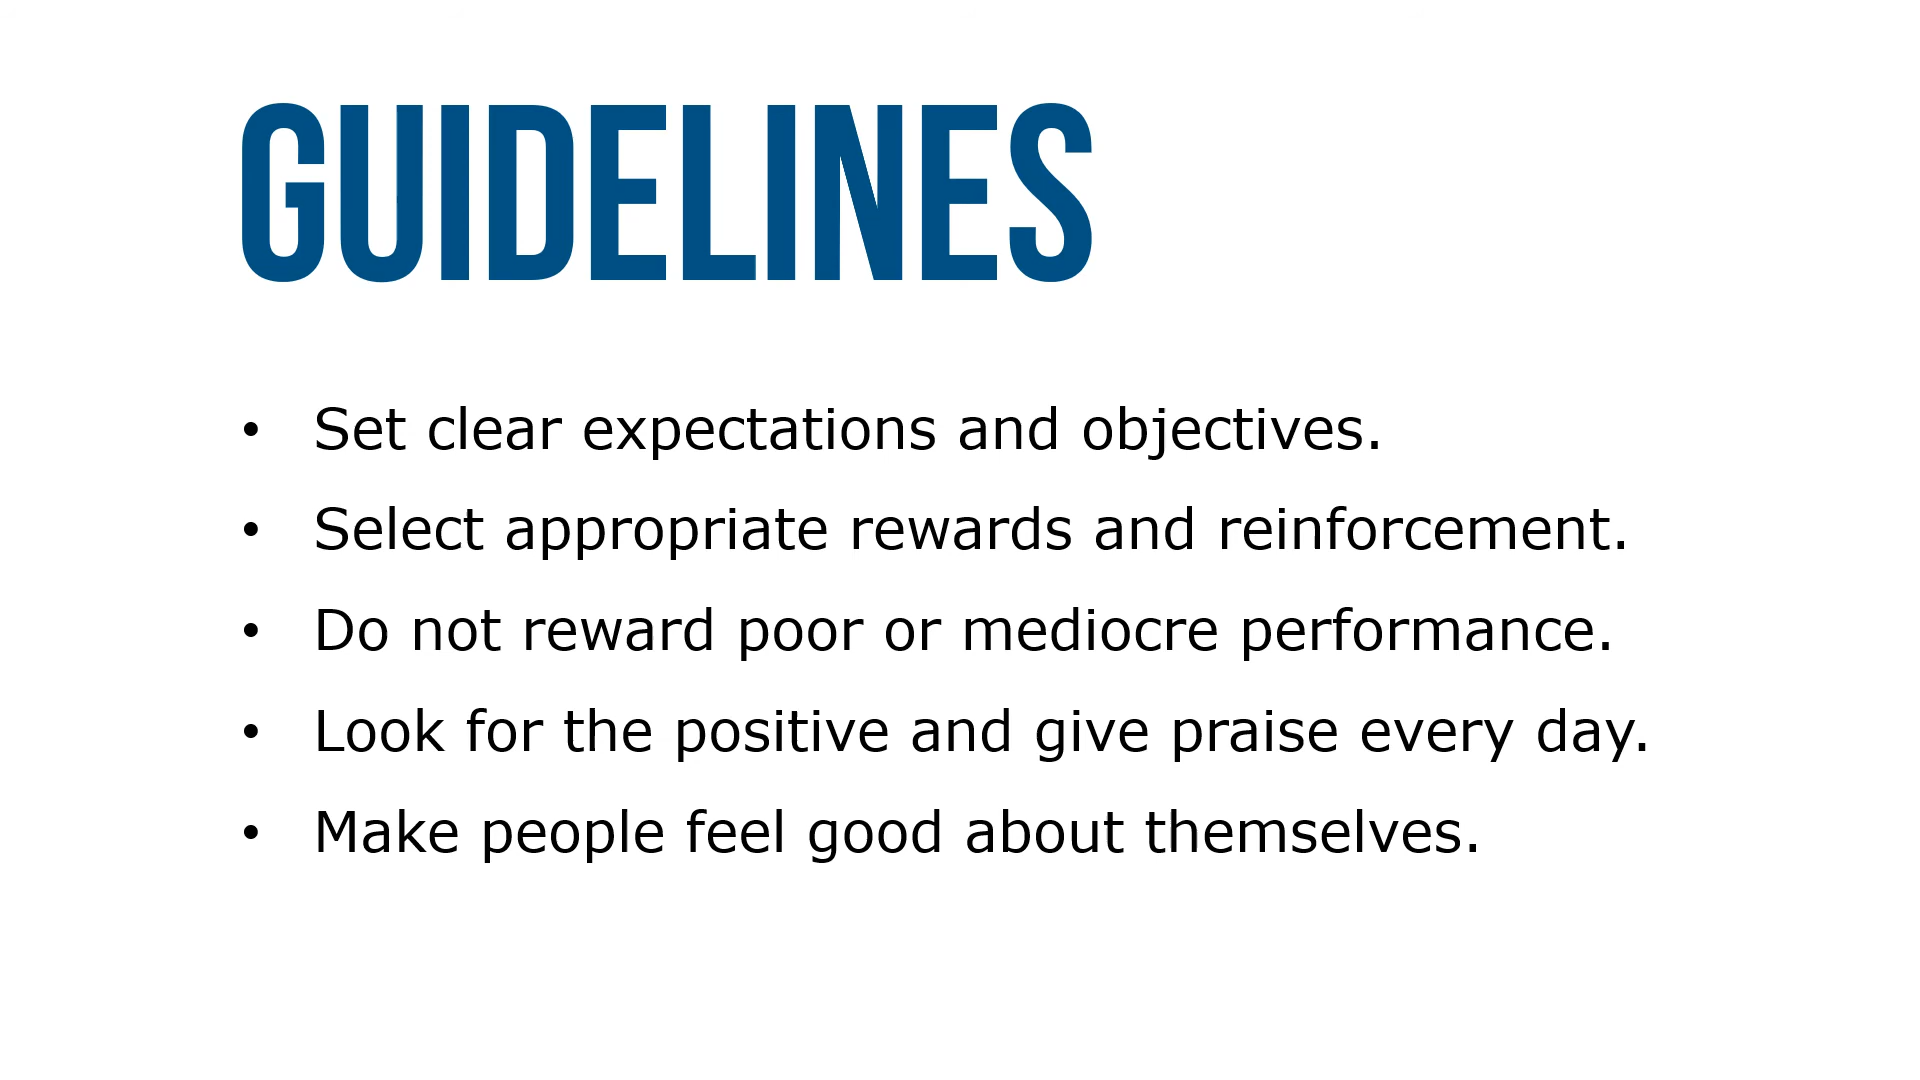 GUIDELINES
• Set clear expectations and objectives.
• Select appropriate rewards and reinforcement.
• Do not reward poor or mediocre performance.
• Look for the positive and give praise every day.
• Make people feel good about themselves.